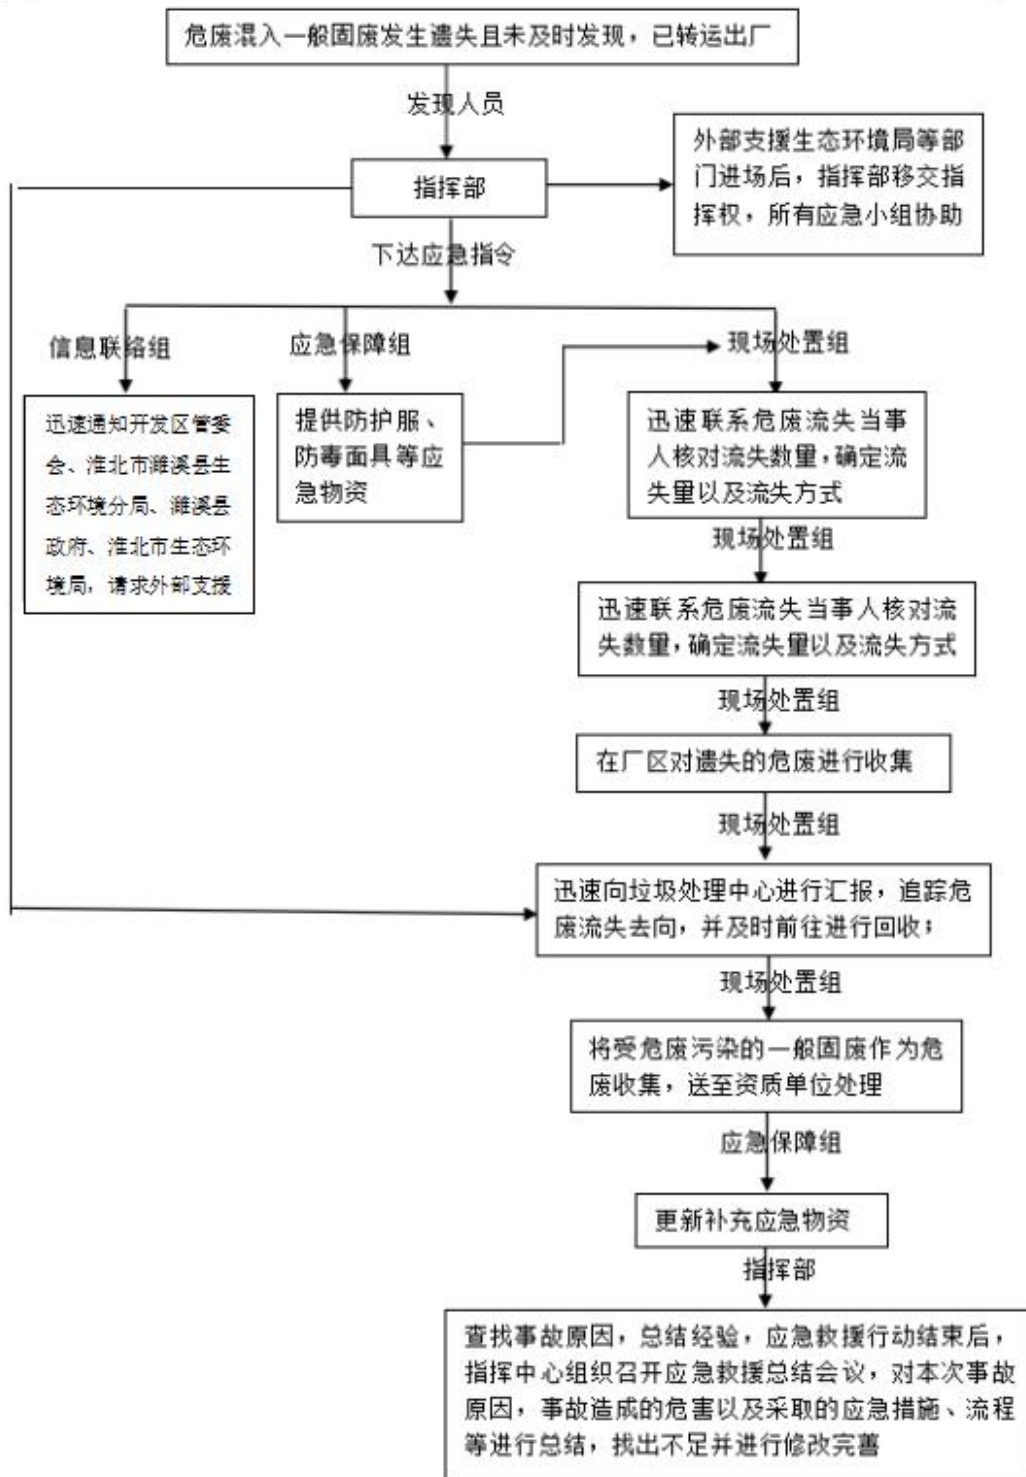 危废混入一般固废发生遗失且未及时发现，已转运出厂
发现人员
外部支援生态环境局等部
门进场后，指挥部移交指
挥权，所有应急小组协助
指挥部
下达应急指令
信息联络组
应急保障组
现场处置组
迅速通知开发区管委
会、淮北市濉溪县生
态环境分局、濉溪县
政府、淮北市生态环
境局，请求外部支援
提供防护服、
防毒面具等应
急物资
迅速联系危废流失当事
人核对流失数量，确定流
失量以及流失方式
现场处置组
迅速联系危废流失当事人核对流
失数量，确定流失量以及流失方式
现场处置组
在厂区对遗失的危废进行收集
现场处置组
迅速向垃圾处理中心进行汇报，追踪危
废流失去向，并及时前往进行回收；
现场处置组
将受危废污染的一般固废作为危
废收集，送至资质单位处理
应急保障组
更新补充应急物资
指挥部
查找事故原因，总结经验，应急救援行动结束后，
指挥中心组织召开应急救援总结会议，对本次事故
原因，事故造成的危害以及采取的应急措施、流程
等进行总结，找出不足并进行修改完善